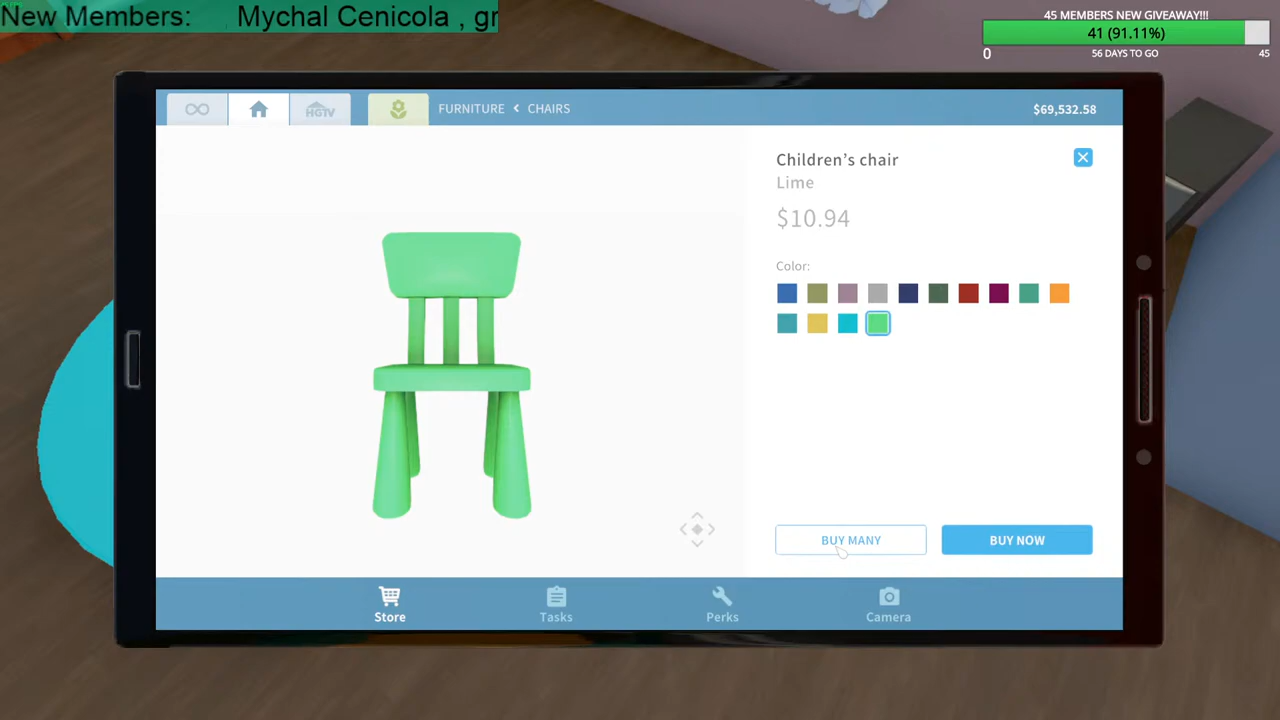 New Members: Mychal Cenicola , gr
45 MEMBERS NEW GIVEAWAY!!!
41 (91.11%)
0 56 DAYS TO GO 45
HGTV FURNITURE < CHAIRS $69,532.58
Children's chair
Lime
$10.94
Color:
BUY MANY BUY NOW
Store Tasks Perks Camera